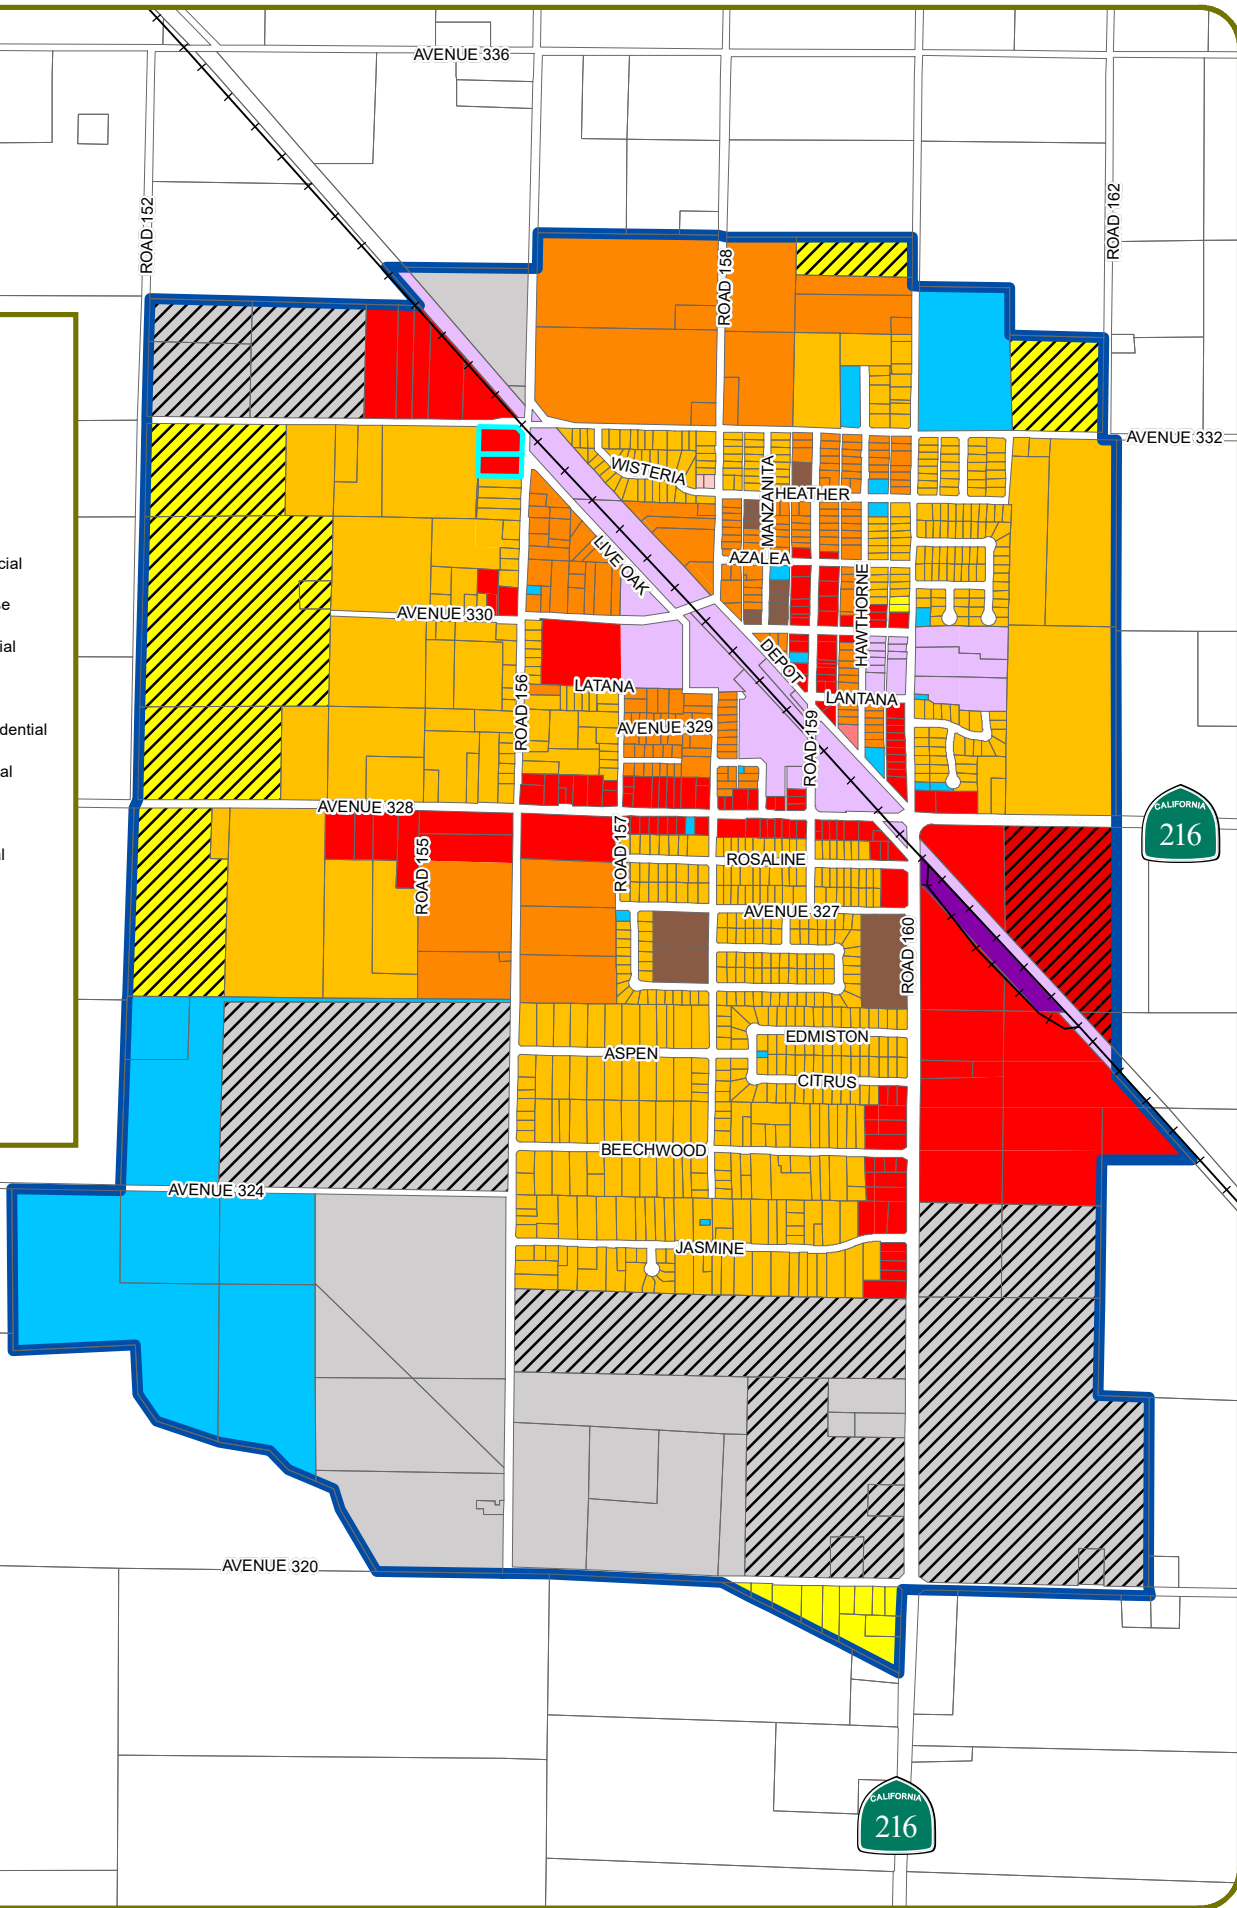 AVENUE 336
ROAD 152
ROAD 162
ROAD 158
AVENUE 332
WISTERIA
MANZANITA
HEATHER
LIVE OAK
AZALEA
HAWTHORNE
AVENUE 330
DEPOT
ROAD 156
LATANA
LANTANA
AVENUE 329
ROAD 159
AVENUE 328
CALIFORNIA
216
ROAD 155
ROAD 157
ROSALINE
AVENUE 327
ROAD 160
EDMISTON
ASPEN
CITRUS
BEECHWOOD
AVENUE 324
JASMINE
AVENUE 320
CALIFORNIA
216
cial
se
ial
dential
al
al